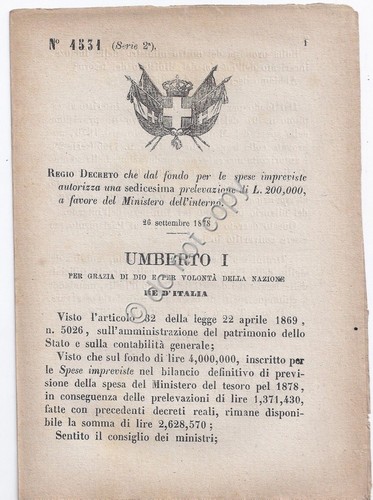 N° 4531 (Serie 2ª). 1
REGIO DECRETO che dal fondo per le spese impreviste
autorizza una sedicesima prelevazione di L. 200,000,
a favore del Ministero dell'interno.
26 settembre 1878
UMBERTO I
PER GRAZIA DI DIO E PER VOLONTÀ DELLA NAZIONE
RE D'ITALIA
Visto l'articolo 32 della legge 22 aprile 1869,
n. 5026, sull'amministrazione del patrimonio dello
Stato e sulla contabilità generale;
Visto che sul fondo di lire 4,000,000, inscritto per
le Spese impreviste nel bilancio definitivo di previ-
sione della spesa del Ministero del tesoro pel 1878,
in conseguenza delle prelevazioni di lire 1,371,430,
fatte con precedenti decreti reali, rimane disponi-
bile la somma di lire 2,628,570;
Sentito il consiglio dei ministri;